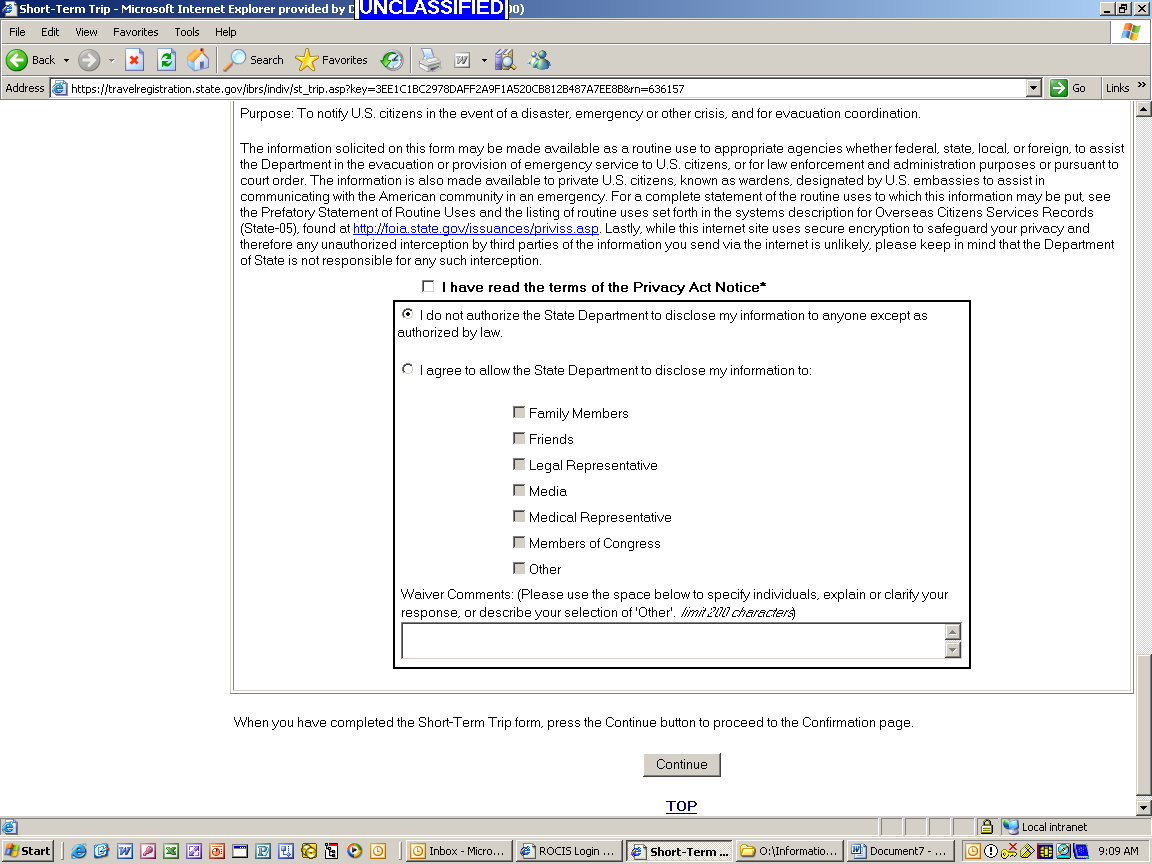 Short-Term Trip - Microsoft Internet Explorer provided by D UNCLASSIFIED 00)
File Edit View Favorites Tools Help
Back Search Favorites
Address https://travelregistration.state.gov/ibrs/indiv/st_trip.asp?key=3EE1C1BC2978DAFF2A9F1A520CB812B487A7EE8B&rn=636157 Go Links »
Purpose: To notify U.S. citizens in the event of a disaster, emergency or other crisis, and for evacuation coordination.
The information solicited on this form may be made available as a routine use to appropriate agencies whether federal, state, local, or foreign, to assist
the Department in the evacuation or provision of emergency service to U.S. citizens, or for law enforcement and administration purposes or pursuant to
court order. The information is also made available to private U.S. citizens, known as wardens, designated by U.S. embassies to assist in
communicating with the American community in an emergency. For a complete statement of the routine uses to which this information may be put, see
the Prefatory Statement of Routine Uses and the listing of routine uses set forth in the systems description for Overseas Citizens Services Records
(State-05), found at http://foia.state.gov/issuances/priviss.asp. Lastly, while this internet site uses secure encryption to safeguard your privacy and
therefore any unauthorized interception by third parties of the information you send via the internet is unlikely, please keep in mind that the Department
of State is not responsible for any such interception.
I have read the terms of the Privacy Act Notice*
I do not authorize the State Department to disclose my information to anyone except as
authorized by law.
I agree to allow the State Department to disclose my information to:
Family Members
Friends
Legal Representative
Media
Medical Representative
Members of Congress
Other
Waiver Comments: (Please use the space below to specify individuals, explain or clarify your
response, or describe your selection of 'Other'. limit 200 characters)
When you have completed the Short-Term Trip form, press the Continue button to proceed to the Confirmation page.
Continue
TOP
Local intranet
Start Inbox - Micro... ROCIS Login ... Short-Term ... O:\Informatio... Document7 - ... 9:09 AM